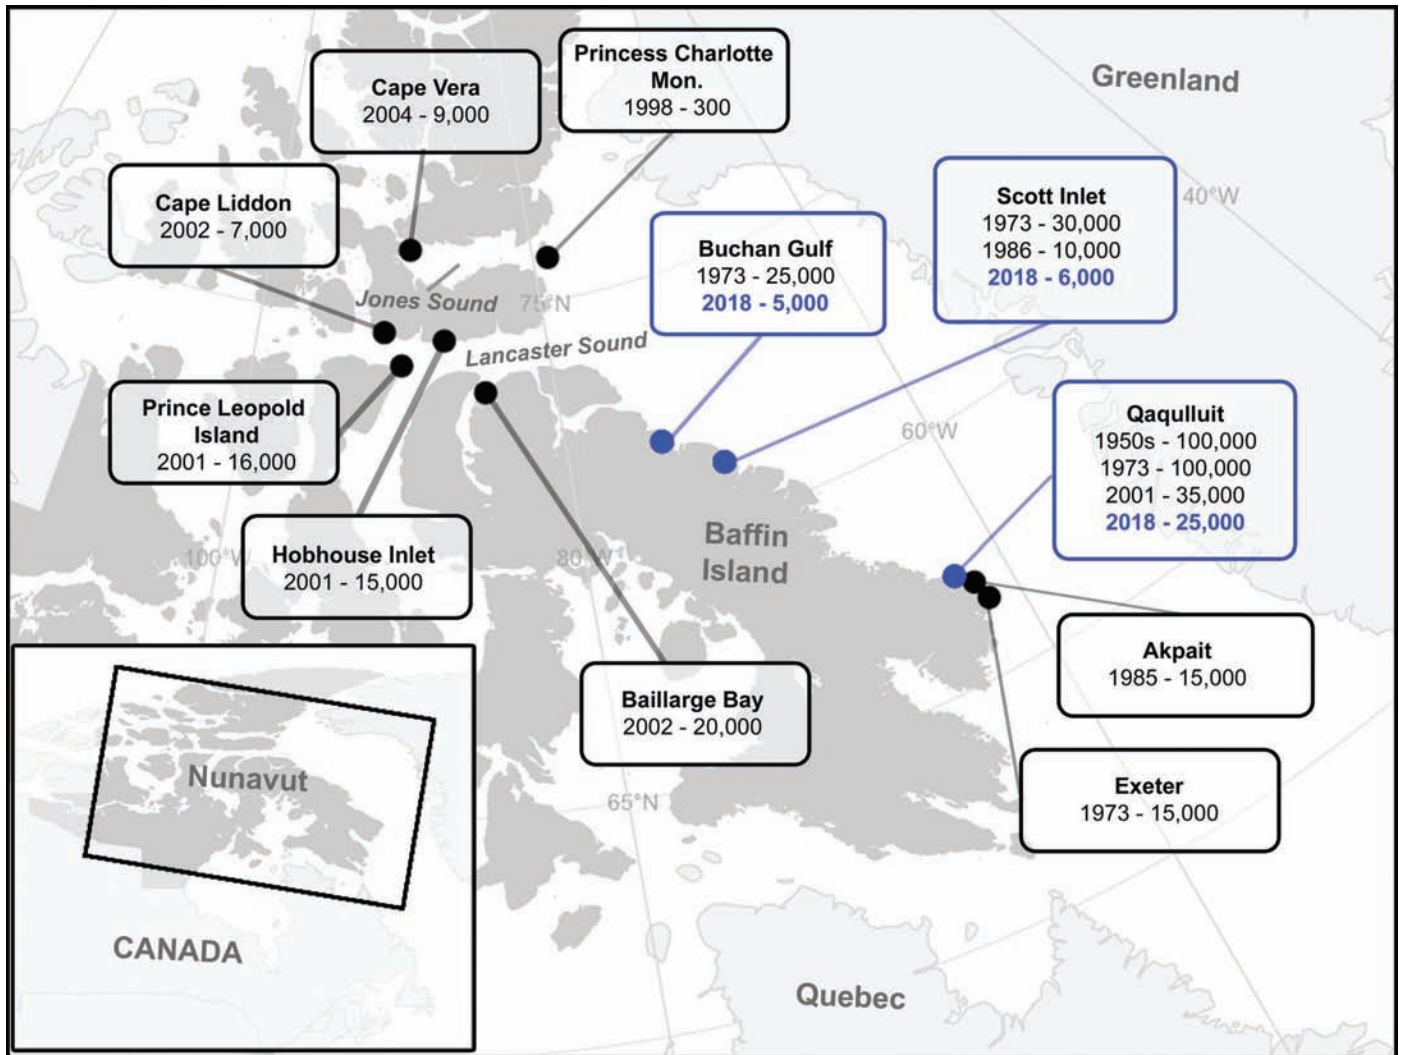 Princess Charlotte
Mon.
1998 - 300
Cape Vera
2004 - 9,000
Greenland
Cape Liddon
2002 - 7,000
Scott Inlet
1973 - 30,000
1986 - 10,000
2018 - 6,000
40°W
Buchan Gulf
1973 - 25,000
2018 - 5,000
Jones Sound
75°N
Lancaster Sound
Prince Leopold
Island
2001 - 16,000
Qaqulluit
1950s - 100,000
1973 - 100,000
2001 - 35,000
2018 - 25,000
60°W
Baffin
Island
100°W
80°W
Hobhouse Inlet
2001 - 15,000
Akpait
1985 - 15,000
Baillarge Bay
2002 - 20,000
Exeter
1973 - 15,000
65°N
Nunavut
CANADA
Quebec